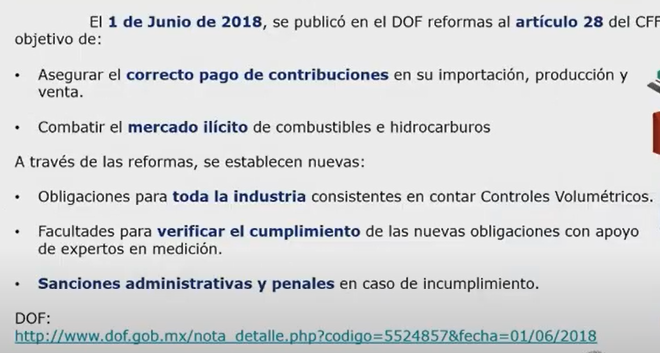 El 1 de Junio de 2018, se publicó en el DOF reformas al artículo 28 del CFF
objetivo de:
• Asegurar el correcto pago de contribuciones en su importación, producción y
venta.
• Combatir el mercado ilícito de combustibles e hidrocarburos
A través de las reformas, se establecen nuevas:
• Obligaciones para toda la industria consistentes en contar Controles Volumétricos.
• Facultades para verificar el cumplimiento de las nuevas obligaciones con apoyo
de expertos en medición.
• Sanciones administrativas y penales en caso de incumplimiento.
DOF:
http://www.dof.gob.mx/nota_detalle.php?codigo=5524857&fecha=01/06/2018